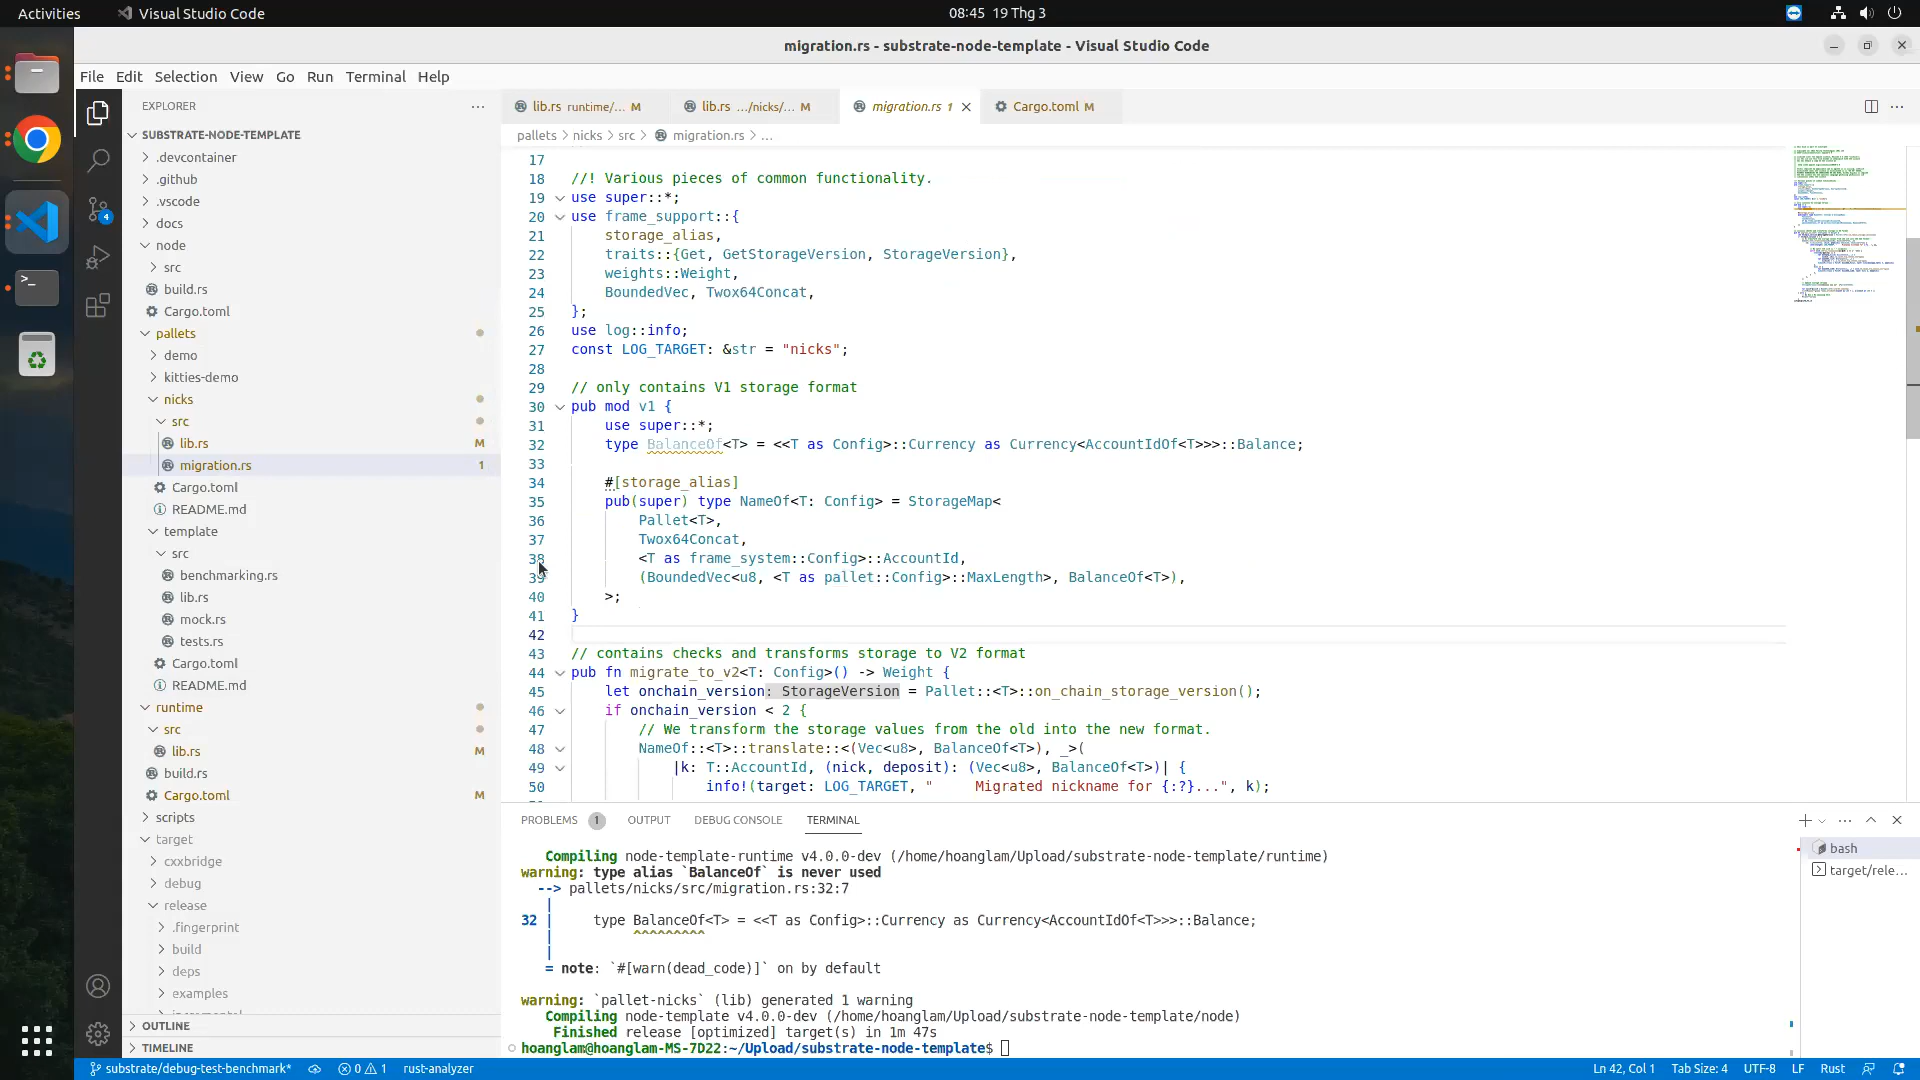 Activities
Visual Studio Code
08:45 19 Thg 3
migration.rs - substrate-node-template - Visual Studio Code
File Edit Selection View Go Run Terminal Help
EXPLORER
lib.rs runtime/... M
lib.rs .../nicks/... M
migration.rs 1
Cargo.toml M
SUBSTRATE-NODE-TEMPLATE
.devcontainer
.github
.vscode
docs
node
src
build.rs
Cargo.toml
pallets
demo
kitties-demo
nicks
src
lib.rs M
migration.rs 1
Cargo.toml
README.md
template
src
benchmarking.rs
lib.rs
mock.rs
tests.rs
Cargo.toml
README.md
runtime
src
lib.rs M
build.rs
Cargo.toml M
scripts
target
cxxbridge
debug
release
.fingerprint
build
deps
examples
OUTLINE
TIMELINE
4
pallets > nicks > src > migration.rs > ...
17
18 //! Various pieces of common functionality.
19 use super::*;
20 use frame_support::{
21 storage_alias,
22 traits::{Get, GetStorageVersion, StorageVersion},
23 weights::Weight,
24 BoundedVec, Twox64Concat,
25 };
26 use log::info;
27 const LOG_TARGET: &str = "nicks";
28
29 // only contains V1 storage format
30 pub mod v1 {
31 use super::*;
32 type BalanceOf<T> = <<T as Config>::Currency as Currency<AccountIdOf<T>>>::Balance;
33
34 #[storage_alias]
35 pub(super) type NameOf<T: Config> = StorageMap<
36 Pallet<T>,
37 Twox64Concat,
38 <T as frame_system::Config>::AccountId,
39 (BoundedVec<u8, <T as pallet::Config>::MaxLength>, BalanceOf<T>),
40 >;
41 }
42
43 // contains checks and transforms storage to V2 format
44 pub fn migrate_to_v2<T: Config>() -> Weight {
45 let onchain_version: StorageVersion = Pallet::<T>::on_chain_storage_version();
46 if onchain_version < 2 {
47 // We transform the storage values from the old into the new format.
48 NameOf::<T>::translate::<(Vec<u8>, BalanceOf<T>), _>(
49 |k: T::AccountId, (nick, deposit): (Vec<u8>, BalanceOf<T>)| {
50 info!(target: LOG_TARGET, " Migrated nickname for {:?}...", k);
PROBLEMS 1 OUTPUT DEBUG CONSOLE TERMINAL
Compiling node-template-runtime v4.0.0-dev (/home/hoanglam/Upload/substrate-node-template/runtime)
warning: type alias `BalanceOf` is never used
--> pallets/nicks/src/migration.rs:32:7
|
32 | type BalanceOf<T> = <<T as Config>::Currency as Currency<AccountIdOf<T>>>::Balance;
| ^^^^^^^^^
|
= note: `#[warn(dead_code)]` on by default
warning: `pallet-nicks` (lib) generated 1 warning
Compiling node-template v4.0.0-dev (/home/hoanglam/Upload/substrate-node-template/node)
Finished release [optimized] target(s) in 1m 47s
hoanglam@hoanglam-MS-7D22:~/Upload/substrate-node-template$
bash
target/rele...
substrate/debug-test-benchmark* 0 1 rust-analyzer
Ln 42, Col 1 Tab Size: 4 UTF-8 LF Rust